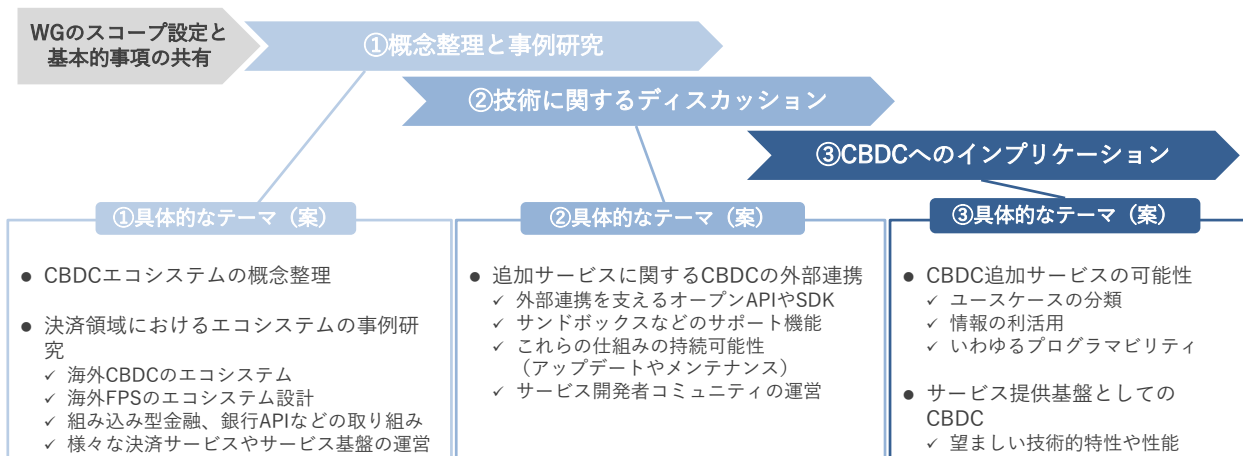 WGのスコープ設定と
基本的事項の共有
①概念整理と事例研究
②技術に関するディスカッション
③CBDCへのインプリケーション
①具体的なテーマ（案）
● CBDCエコシステムの概念整理
● 決済領域におけるエコシステムの事例研
究
✓ 海外CBDCのエコシステム
✓ 海外FPSのエコシステム設計
✓ 組み込み型金融、銀行APIなどの取り組み
✓ 様々な決済サービスやサービス基盤の運営
②具体的なテーマ（案）
● 追加サービスに関するCBDCの外部連携
✓ 外部連携を支えるオープンAPIやSDK
✓ サンドボックスなどのサポート機能
✓ これらの仕組みの持続可能性
（アップデートやメンテナンス）
✓ サービス開発者コミュニティの運営
③具体的なテーマ（案）
● CBDC追加サービスの可能性
✓ ユースケースの分類
✓ 情報の利活用
✓ いわゆるプログラマビリティ
● サービス提供基盤としての
CBDC
✓ 望ましい技術的特性や性能